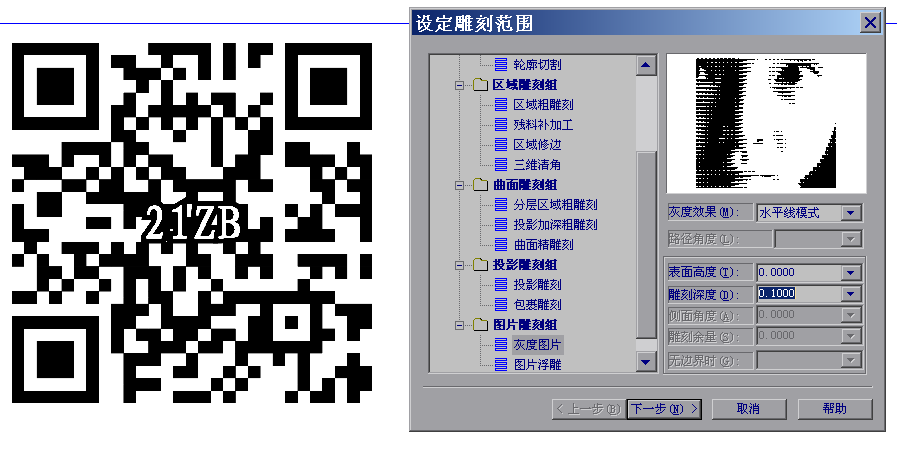 21'ZB
设定雕刻范围
轮廓切割
区域雕刻组
区域粗雕刻
残料补加工
区域修边
三维清角
曲面雕刻组
分层区域粗雕刻
投影加深粗雕刻
曲面精雕刻
投影雕刻组
投影雕刻
包裹雕刻
图片雕刻组
灰度图片
图片浮雕
灰度效果(M): 水平线模式
路径角度(L):
表面高度(T): 0.0000
雕刻深度(D): 0.1000
侧面角度(A): 0.0000
雕刻余量(S): 0.0000
无边界时(G):
< 上一步(B) 下一步(N) > 取消 帮助